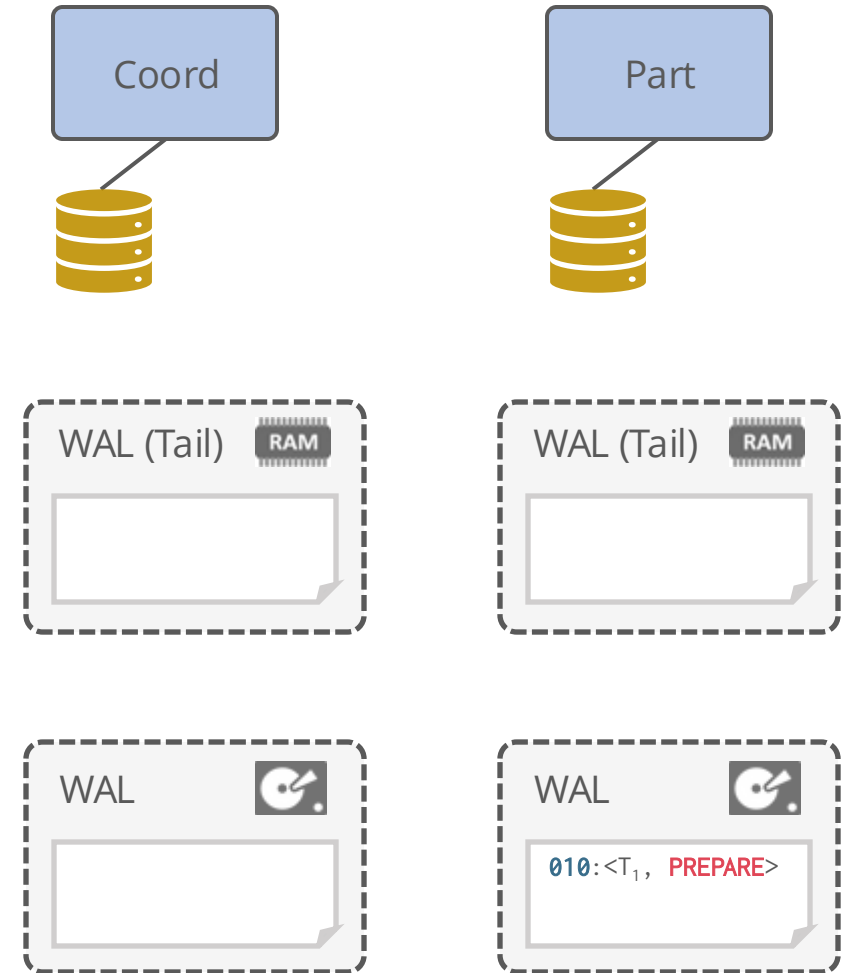 Coord
Part
WAL (Tail) RAM
WAL (Tail) RAM
WAL
WAL
010:<T₁, PREPARE>